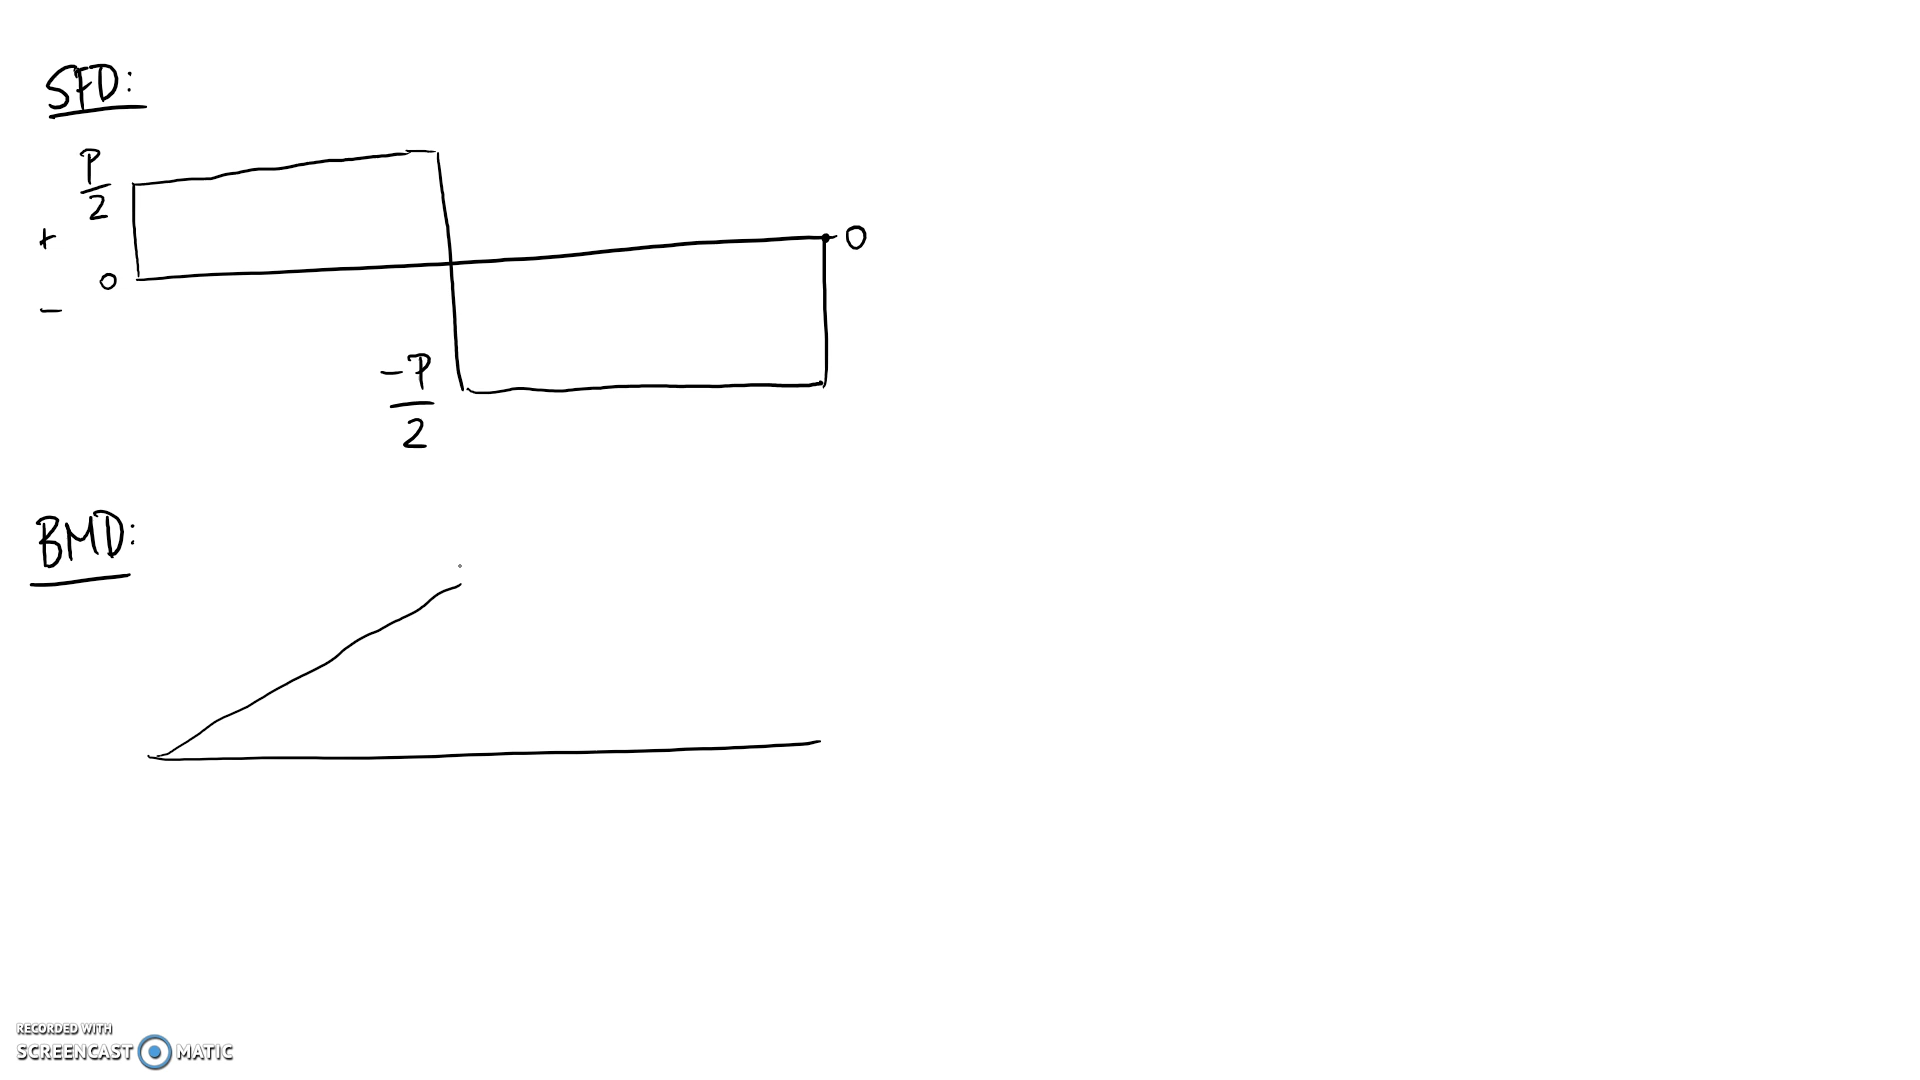 SFD:
P
2
+
0
-
0
-P
2
BMD:
RECORDED WITH
SCREENCAST MATIC